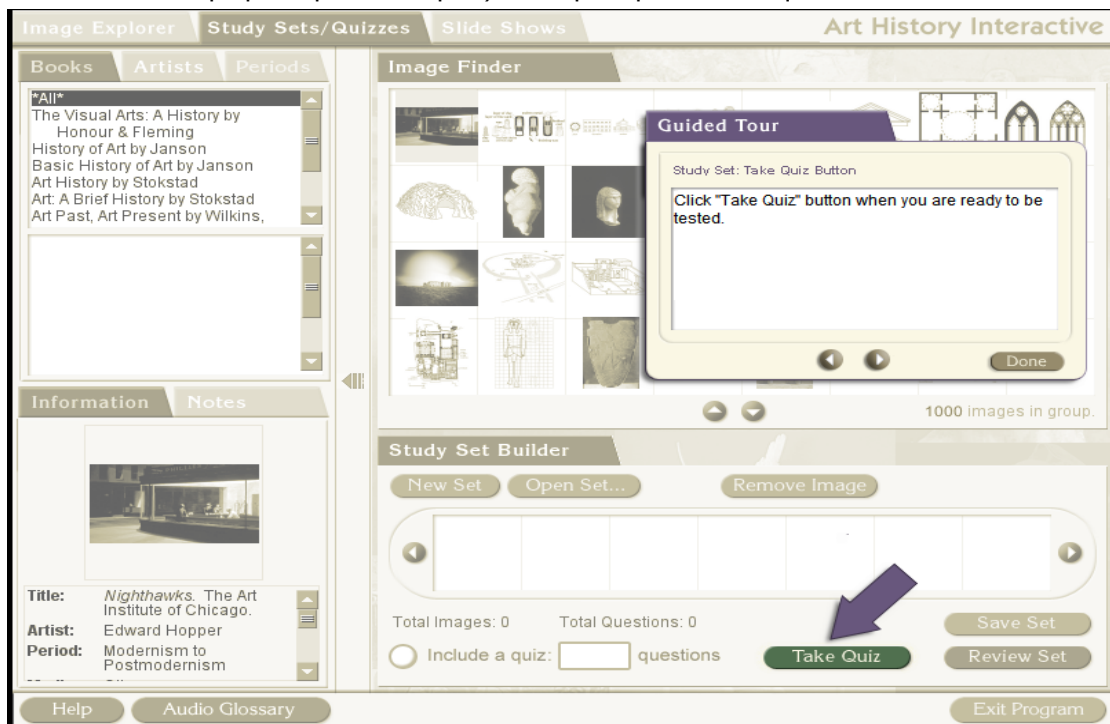 Image Explorer Study Sets/Quizzes Slide Shows Art History Interactive
Books Artists Periods
*All*
The Visual Arts: A History by
Honour & Fleming
History of Art by Janson
Basic History of Art by Janson
Art History by Stokstad
Art: A Brief History by Stokstad
Art Past, Art Present by Wilkins,
Information Notes
Title: Nighthawks. The Art
Institute of Chicago.
Artist: Edward Hopper
Period: Modernism to
Postmodernism
Image Finder
Guided Tour
Study Set: Take Quiz Button
Click "Take Quiz" button when you are ready to be
tested.
Done
1000 images in group.
Study Set Builder
New Set Open Set... Remove Image
Total Images: 0 Total Questions: 0 Save Set
Include a quiz: questions Take Quiz Review Set
Help Audio Glossary Exit Program